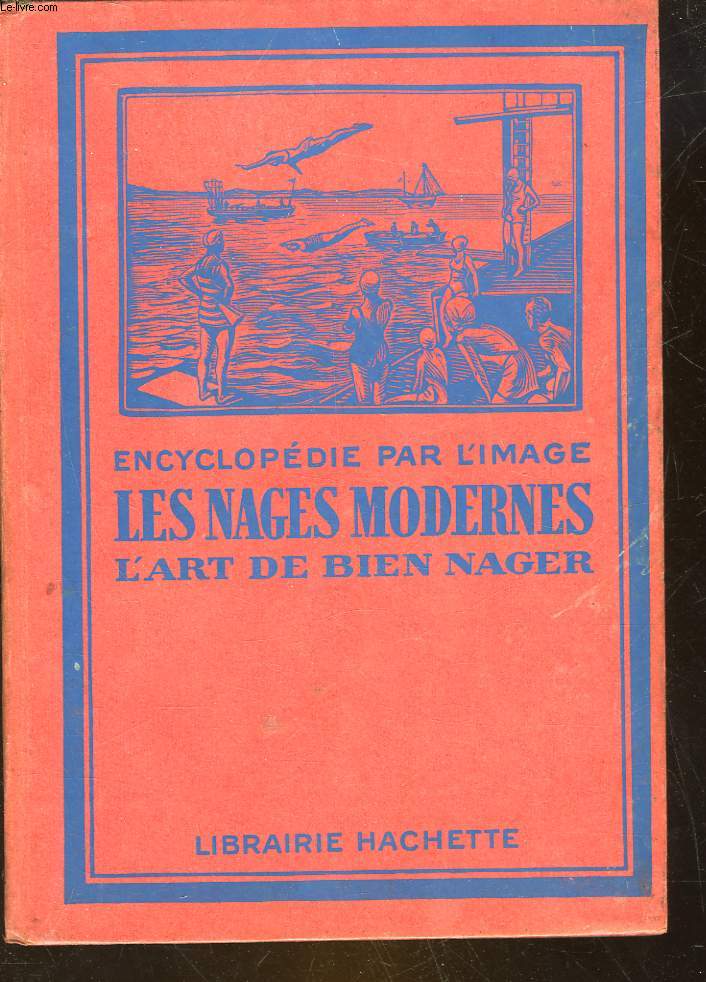 Le-livre.com
ENCYCLOPÉDIE PAR L'IMAGE
LES NAGES MODERNES
L'ART DE BIEN NAGER
LIBRAIRIE HACHETTE